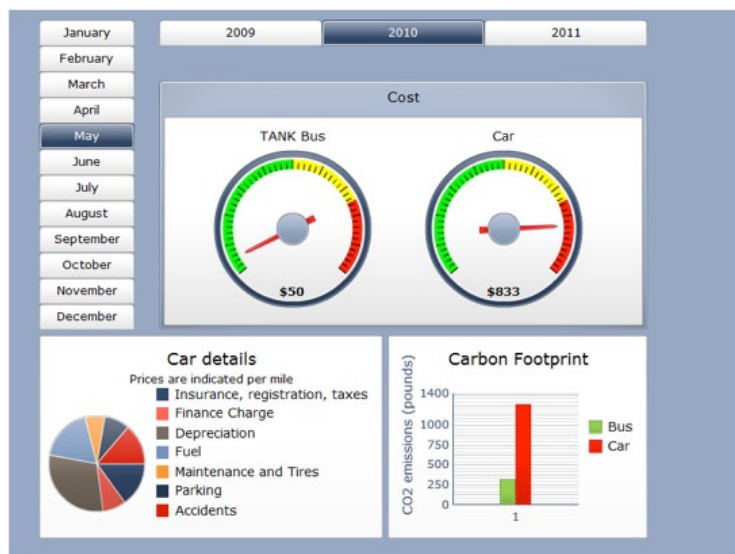 January
February
March
April
May
June
July
August
September
October
November
December
2009 2010 2011
Cost
TANK Bus Car
$50 $833
Car details
Prices are indicated per mile
Insurance, registration, taxes
Finance Charge
Depreciation
Fuel
Maintenance and Tires
Parking
Accidents
Carbon Footprint
CO2 emissions (pounds)
1400
1250
1000
750
500
250
0
1
Bus
Car